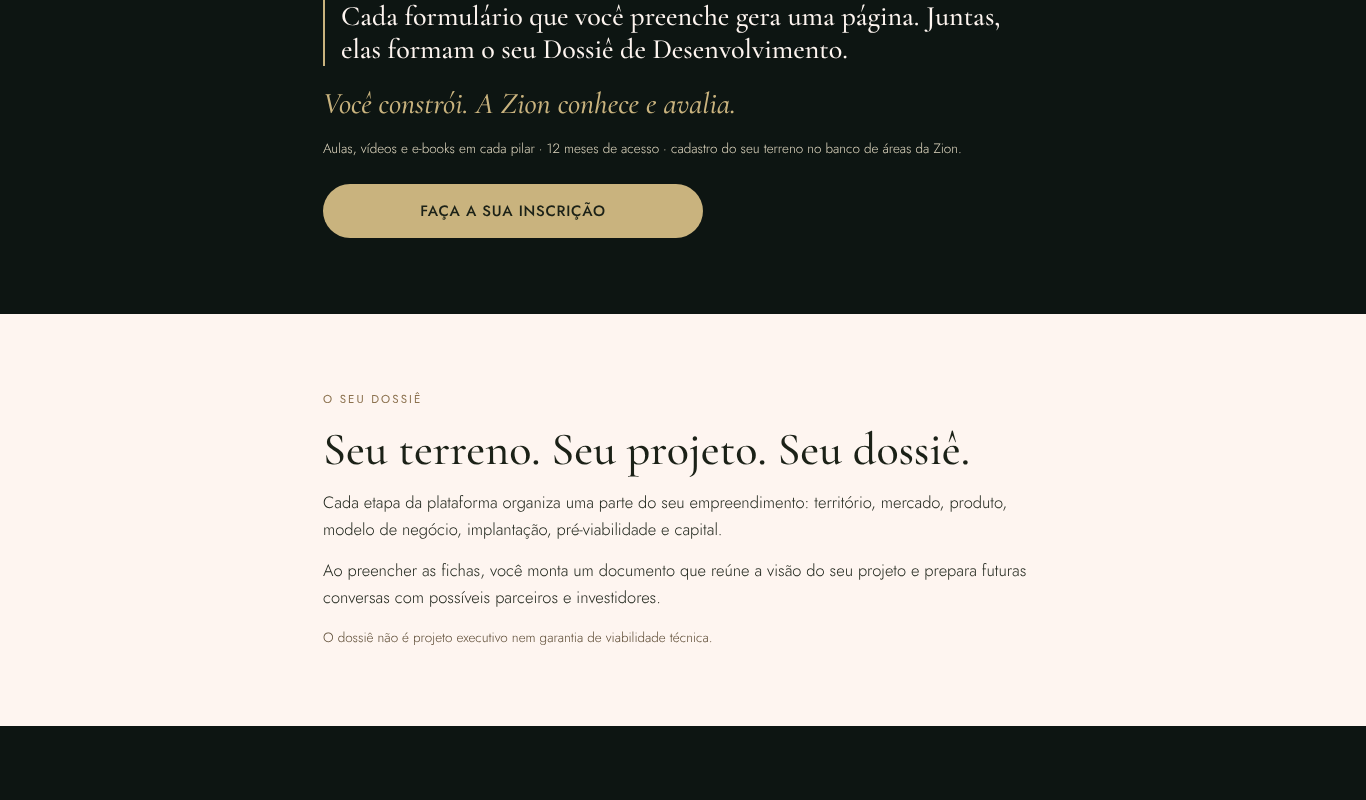 Cada formulário que você preenche gera uma página. Juntas,
elas formam o seu Dossiê de Desenvolvimento.
Você constrói. A Zion conhece e avalia.
Aulas, vídeos e e-books em cada pilar · 12 meses de acesso · cadastro do seu terreno no banco de áreas da Zion.
FAÇA A SUA INSCRIÇÃO
O SEU DOSSIÊ
Seu terreno. Seu projeto. Seu dossiê.
Cada etapa da plataforma organiza uma parte do seu empreendimento: território, mercado, produto,
modelo de negócio, implantação, pré-viabilidade e capital.
Ao preencher as fichas, você monta um documento que reúne a visão do seu projeto e prepara futuras
conversas com possíveis parceiros e investidores.
O dossiê não é projeto executivo nem garantia de viabilidade técnica.